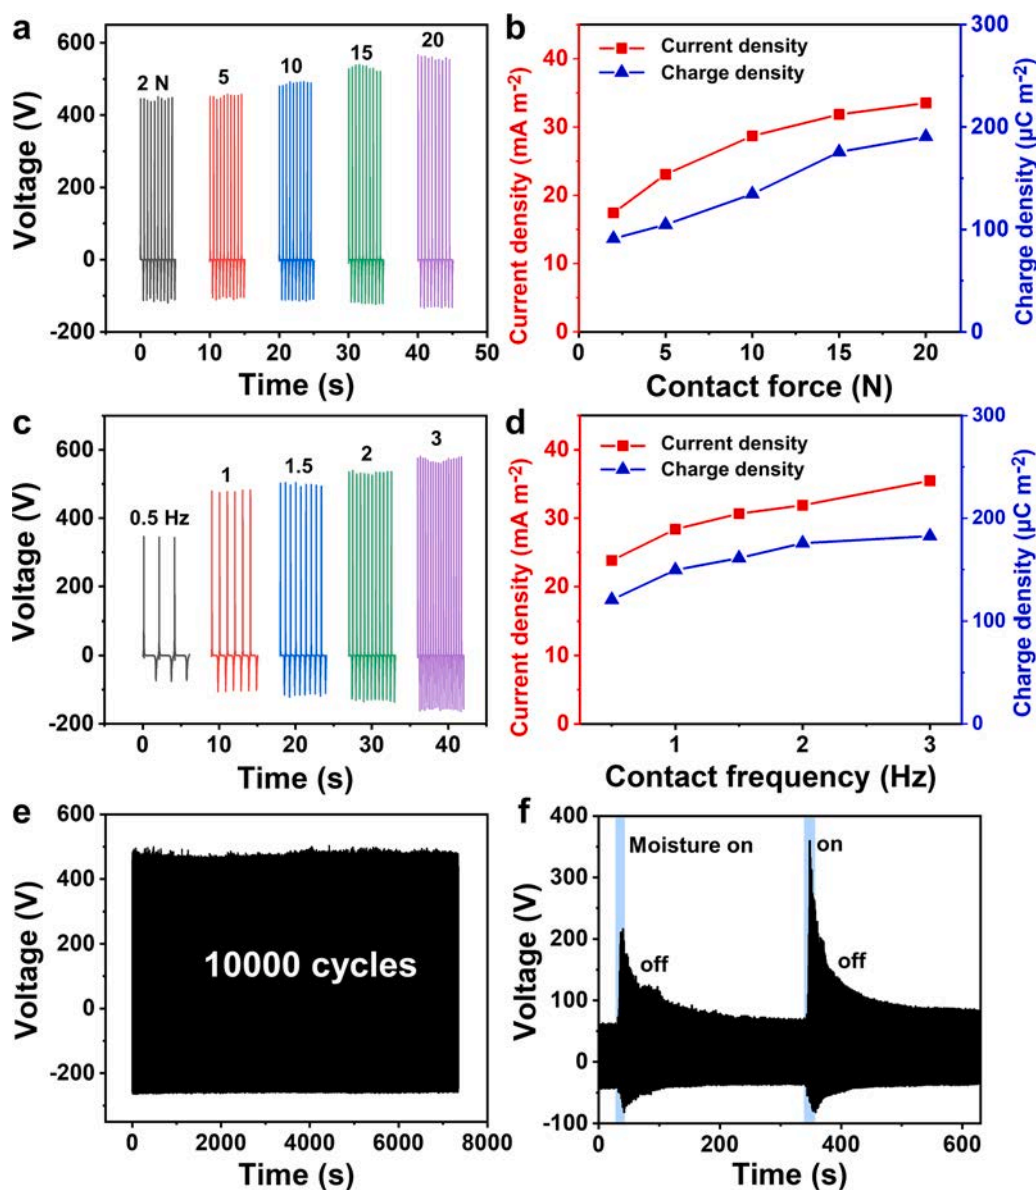 a
600
400
200
0
-200
Voltage (V)
2 N
5
10
15
20
0 10 20 30 40 50
Time (s)
b
Current density
Charge density
40
30
20
10
0
Current density (mA m⁻²)
300
200
100
0
Charge density (µC m⁻²)
0 5 10 15 20
Contact force (N)
c
600
400
200
0
-200
Voltage (V)
0.5 Hz
1
1.5
2
3
0 10 20 30 40
Time (s)
d
Current density
Charge density
40
30
20
10
0
Current density (mA m⁻²)
300
200
100
0
Charge density (µC m⁻²)
1 2 3
Contact frequency (Hz)
e
600
400
200
0
-200
Voltage (V)
10000 cycles
0 2000 4000 6000 8000
Time (s)
f
400
300
200
100
0
-100
Voltage (V)
Moisture on
on
off
off
0 200 400 600
Time (s)